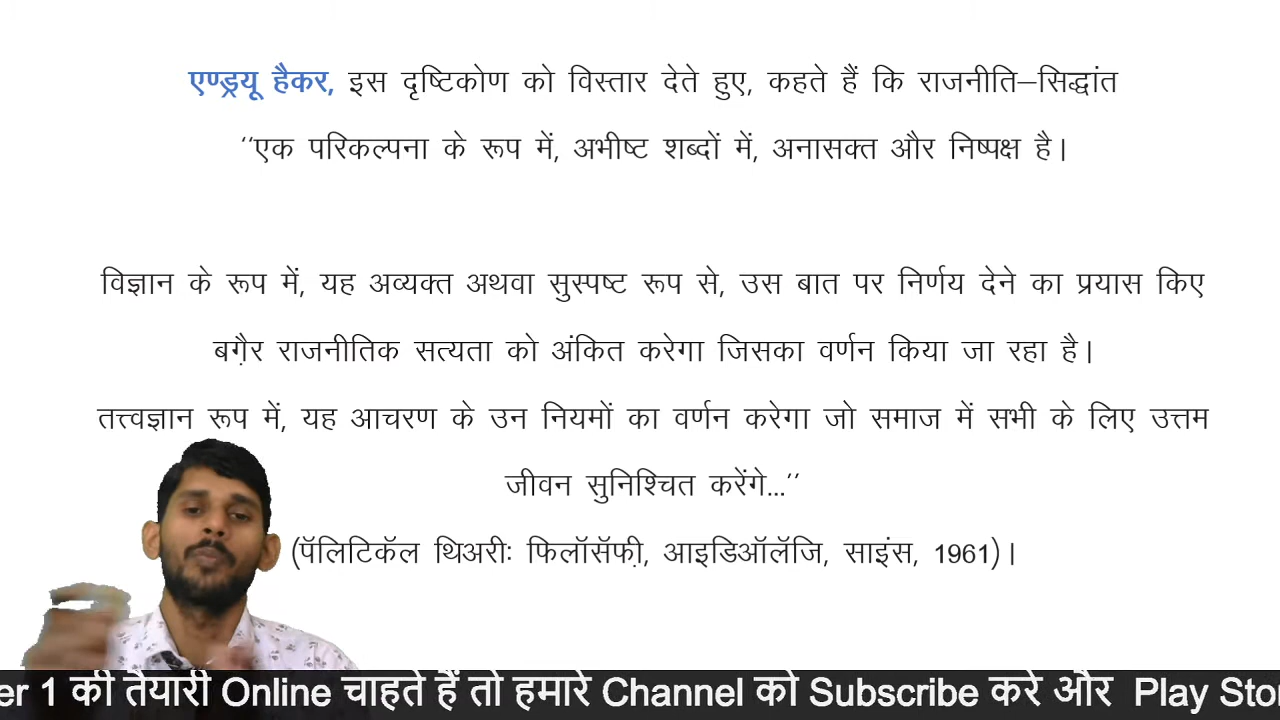 एण्ड्रयू हैकर, इस दृष्टिकोण को विस्तार देते हुए, कहते हैं कि राजनीति–सिद्धांत
‘‘एक परिकल्पना के रूप में, अभीष्ट शब्दों में, अनासक्त और निष्पक्ष है।
विज्ञान के रूप में, यह अव्यक्त अथवा सुस्पष्ट रूप से, उस बात पर निर्णय देने का प्रयास किए
बग़ैर राजनीतिक सत्यता को अंकित करेगा जिसका वर्णन किया जा रहा है।
तत्त्वज्ञान रूप में, यह आचरण के उन नियमों का वर्णन करेगा जो समाज में सभी के लिए उत्तम
जीवन सुनिश्चित करेंगे...’’
(पॅलिटिकॅल थिअरीः फिलॉसॅफी़, आइडिऑलॅजि, साइंस, 1961)।
er 1 की तैयारी Online चाहते हैं तो हमारे Channel को Subscribe करे और Play Stor